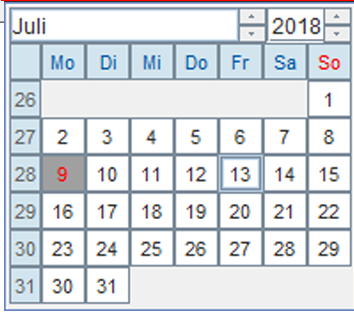 Juli 2018
Mo Di Mi Do Fr Sa So
26 1
27 2 3 4 5 6 7 8
28 9 10 11 12 13 14 15
29 16 17 18 19 20 21 22
30 23 24 25 26 27 28 29
31 30 31